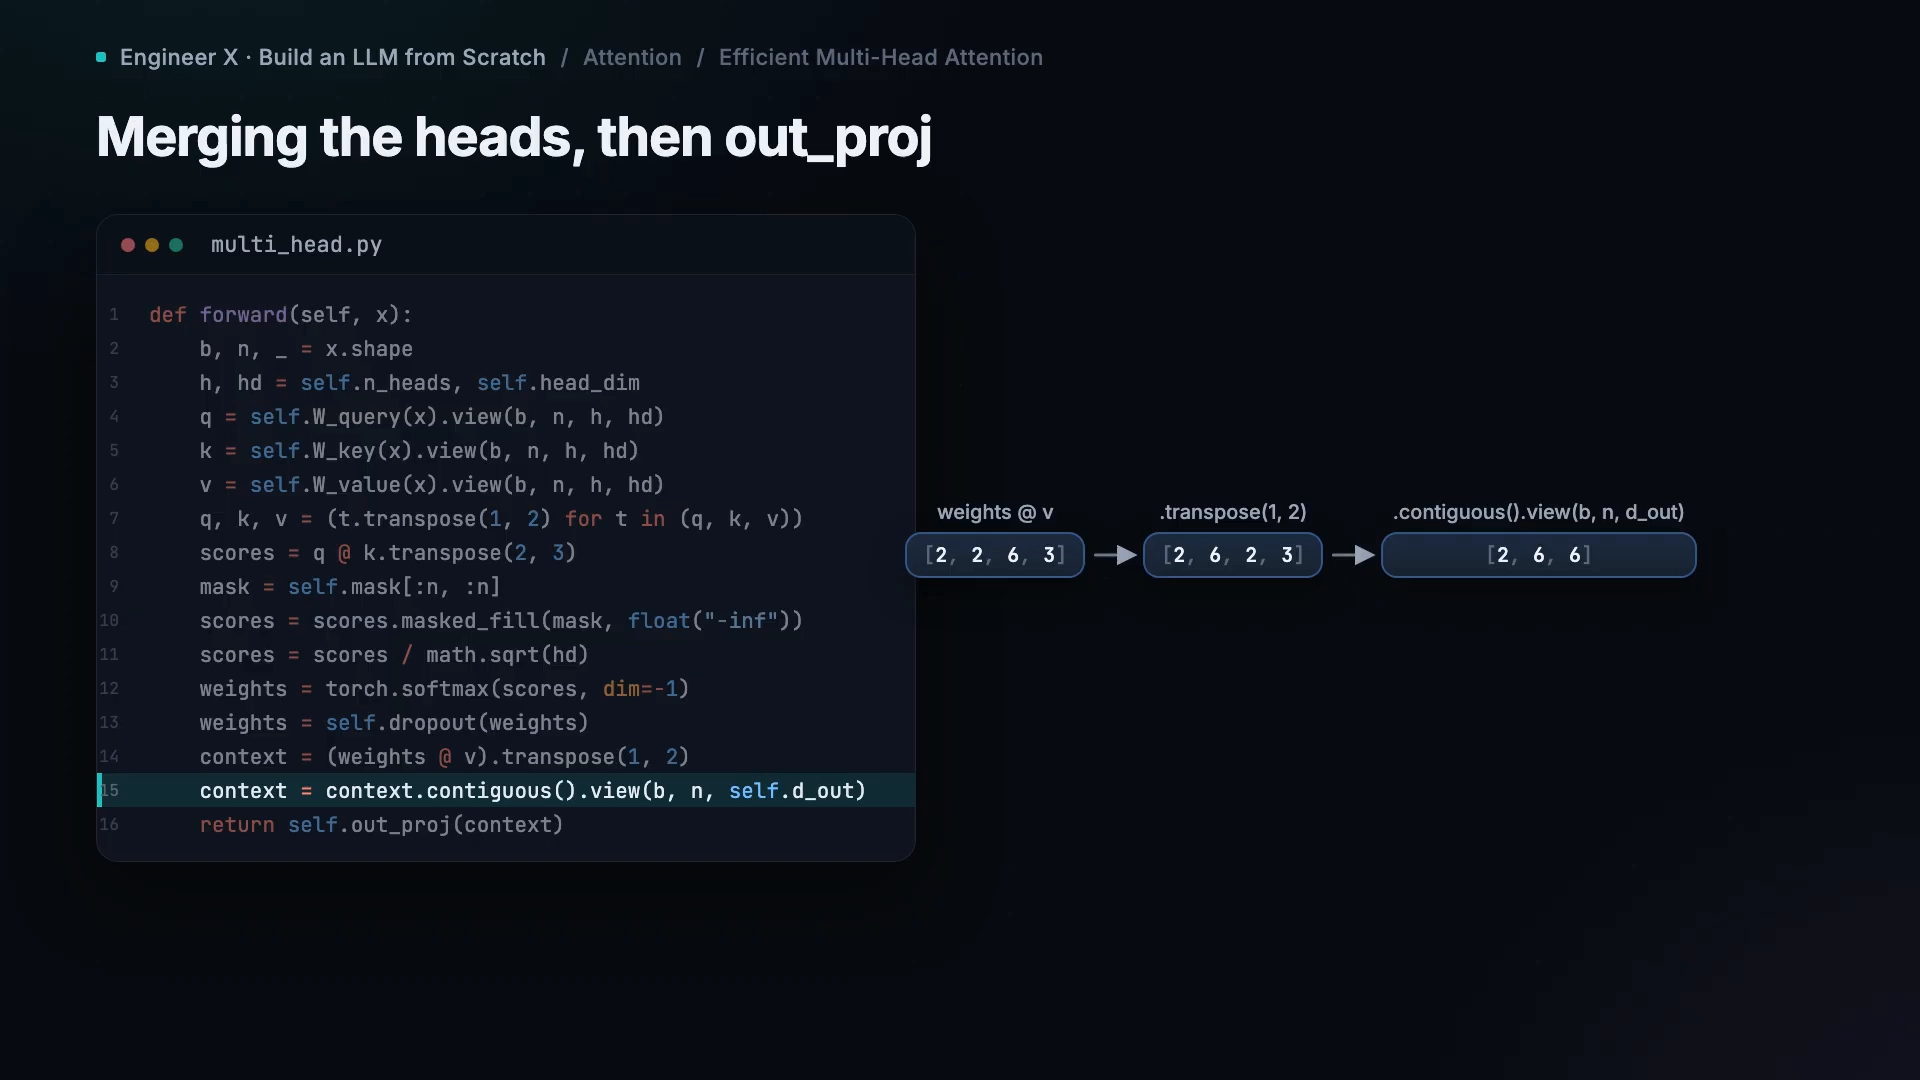 Engineer X · Build an LLM from Scratch / Attention / Efficient Multi-Head Attention
Merging the heads, then out_proj
multi_head.py
1 def forward(self, x):
2     b, n, _ = x.shape
3     h, hd = self.n_heads, self.head_dim
4     q = self.W_query(x).view(b, n, h, hd)
5     k = self.W_key(x).view(b, n, h, hd)
6     v = self.W_value(x).view(b, n, h, hd)
7     q, k, v = (t.transpose(1, 2) for t in (q, k, v))
8     scores = q @ k.transpose(2, 3)
9     mask = self.mask[:n, :n]
10     scores = scores.masked_fill(mask, float("-inf"))
11     scores = scores / math.sqrt(hd)
12     weights = torch.softmax(scores, dim=-1)
13     weights = self.dropout(weights)
14     context = (weights @ v).transpose(1, 2)
15     context = context.contiguous().view(b, n, self.d_out)
16     return self.out_proj(context)
weights @ v
[2, 2, 6, 3]
.transpose(1, 2)
[2, 6, 2, 3]
.contiguous().view(b, n, d_out)
[2, 6, 6]